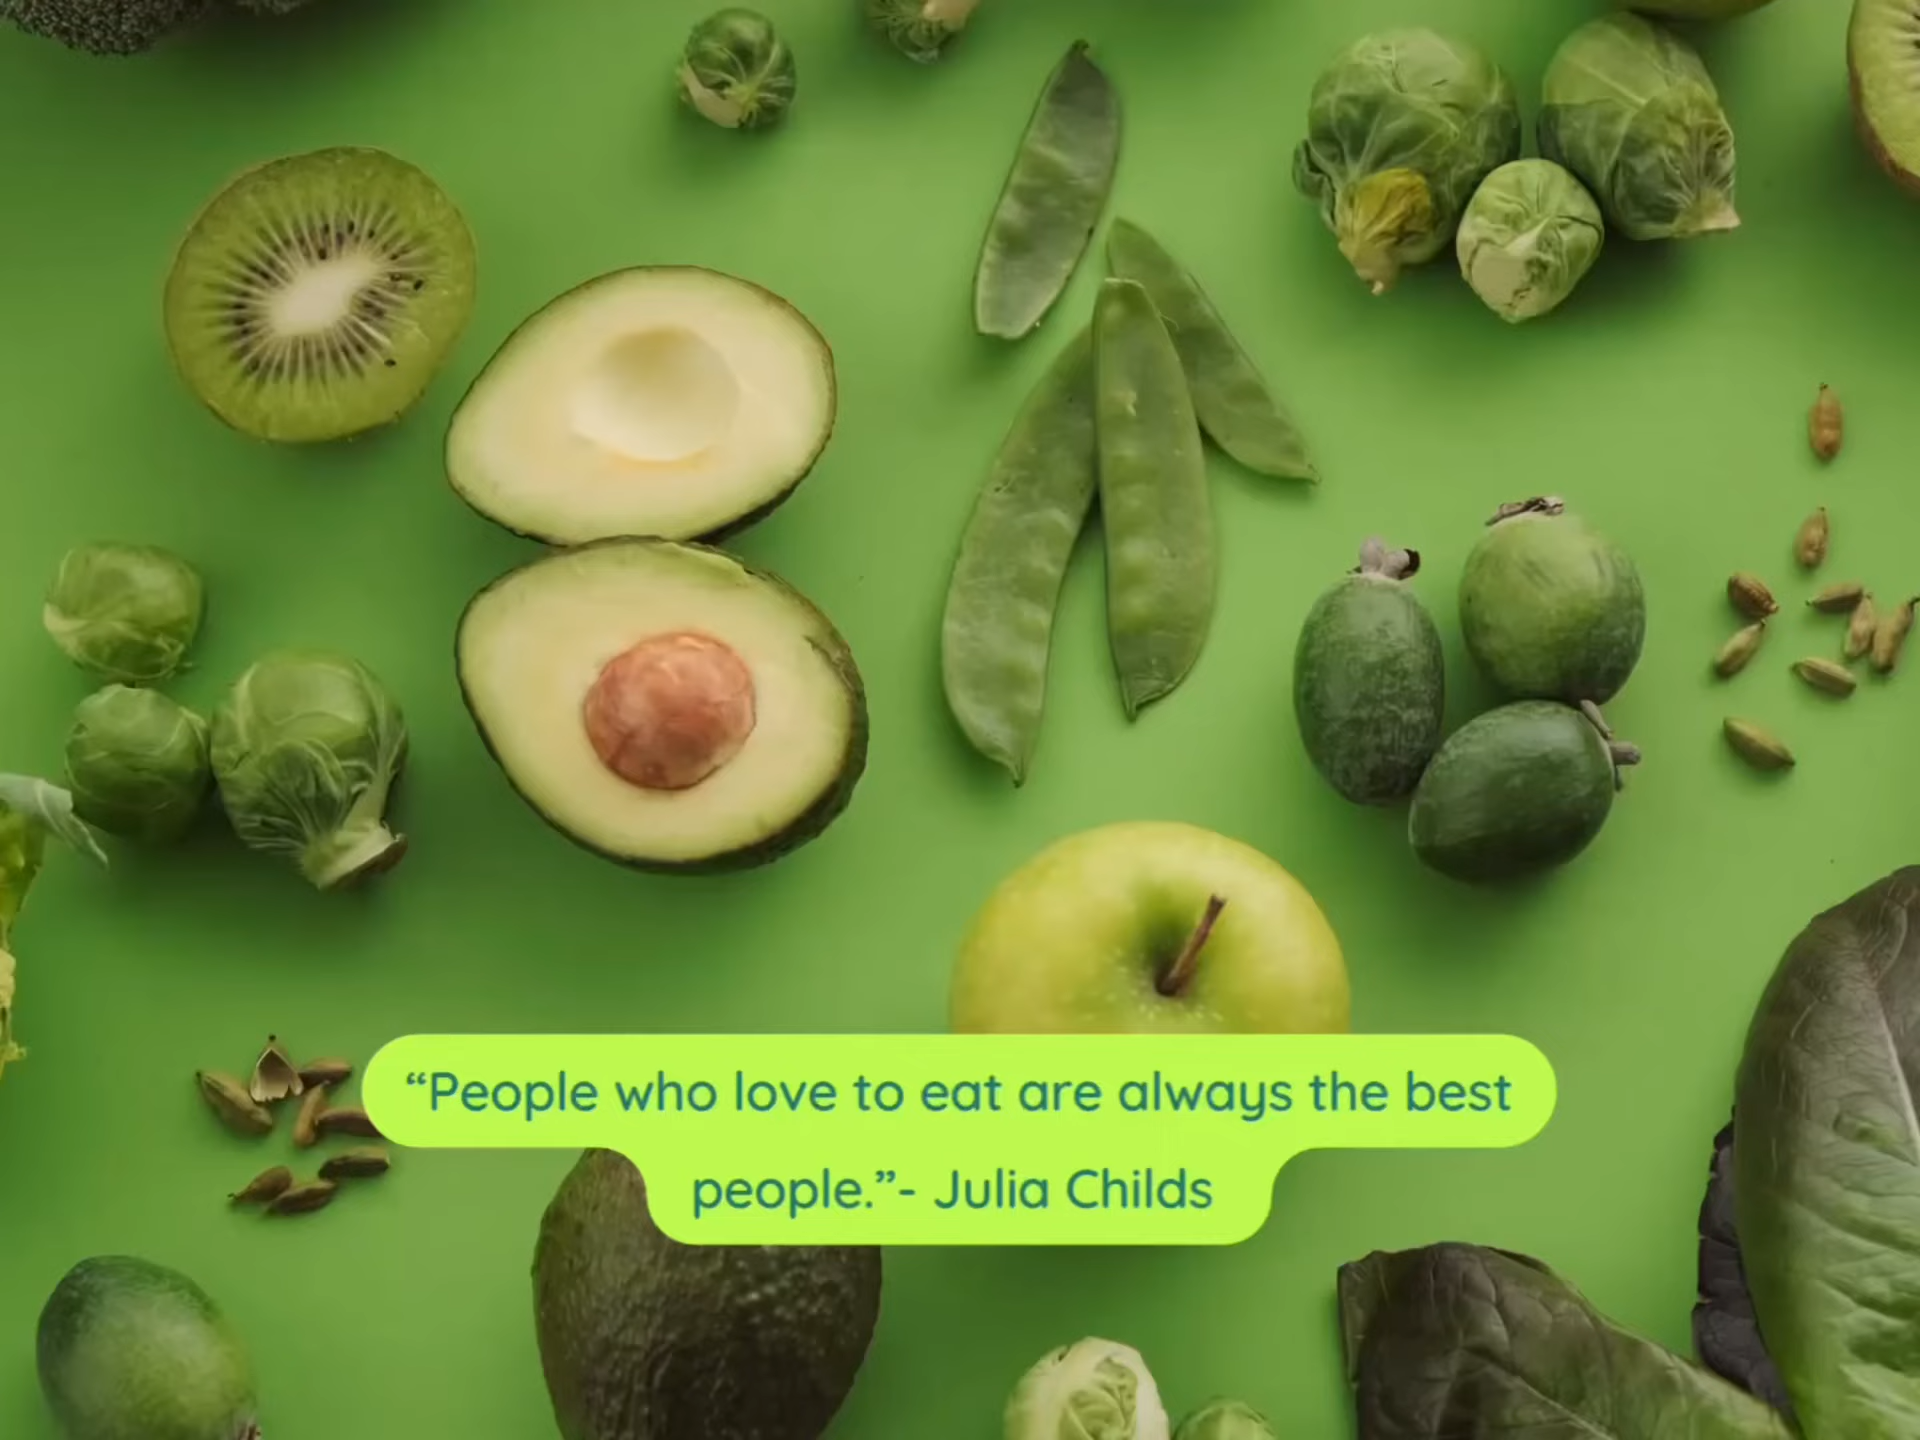 “People who love to eat are always the best
people.”- Julia Childs